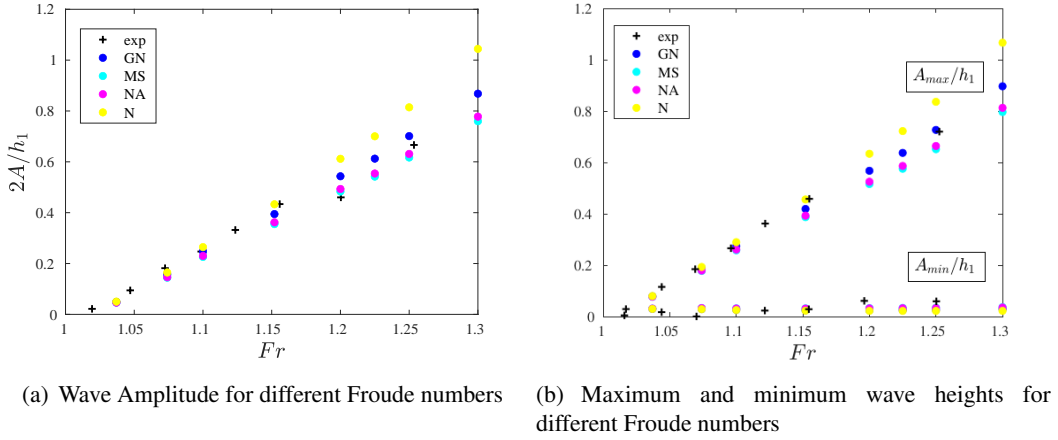 1.2
1
0.8
0.6
0.4
0.2
0
2A/h₁
exp
GN
MS
NA
N
1 1.05 1.1 1.15 1.2 1.25 1.3
Fr
(a) Wave Amplitude for different Froude numbers
1.2
1
0.8
0.6
0.4
0.2
0
exp
GN
MS
NA
N
A_max/h₁
A_min/h₁
1 1.05 1.1 1.15 1.2 1.25 1.3
Fr
(b) Maximum and minimum wave heights for
different Froude numbers